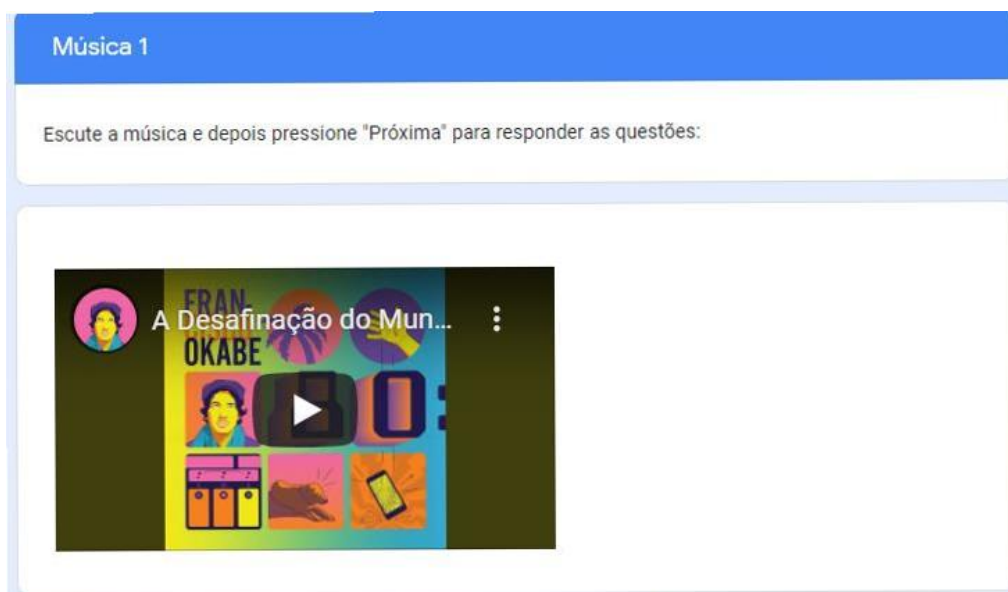 Música 1
Escute a música e depois pressione "Próxima" para responder as questões:
A Desafinação do Mun...
FRAN-
OKABE